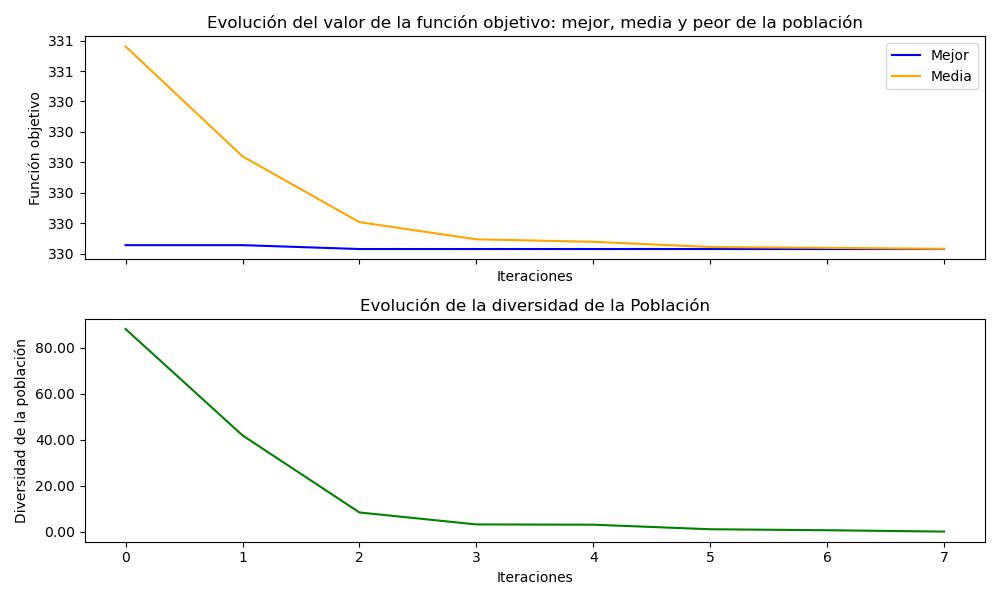 Evolución del valor de la función objetivo: mejor, media y peor de la población
Función objetivo
331
331
330
330
330
330
330
330
Mejor
Media
Iteraciones
Evolución de la diversidad de la Población
Diversidad de la población
80.00
60.00
40.00
20.00
0.00
0 1 2 3 4 5 6 7
Iteraciones